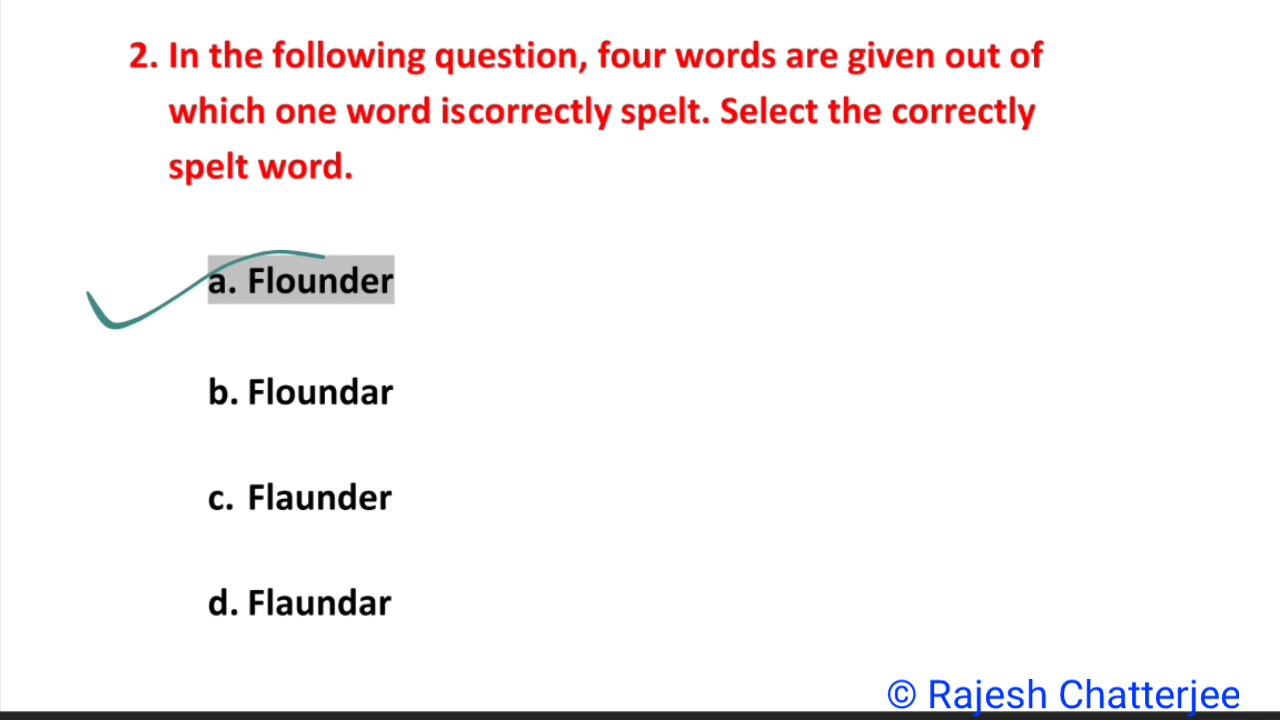 2. In the following question, four words are given out of
which one word iscorrectly spelt. Select the correctly
spelt word.
a. Flounder
b. Floundar
c. Flaunder
d. Flaundar
© Rajesh Chatterjee